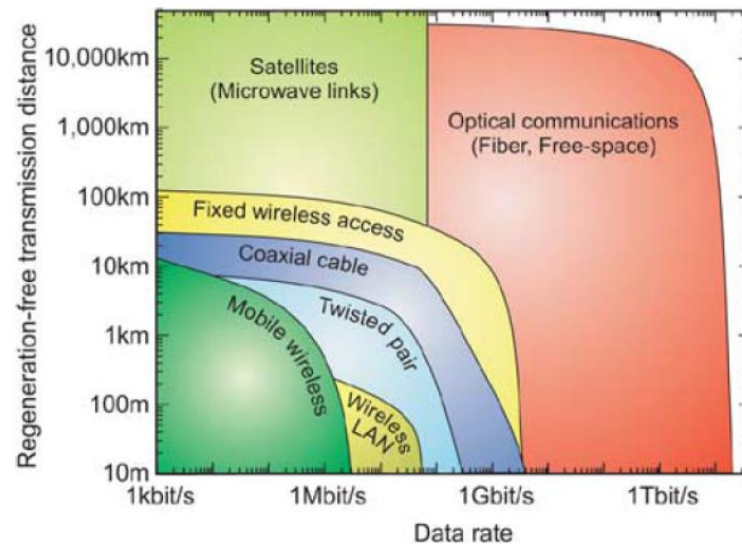 Regeneration-free transmission distance
10,000km
1,000km
100km
10km
1km
100m
10m
Satellites
(Microwave links)
Optical communications
(Fiber, Free-space)
Fixed wireless access
Coaxial cable
Twisted pair
Mobile wireless
Wireless
LAN
1kbit/s
1Mbit/s
1Gbit/s
1Tbit/s
Data rate